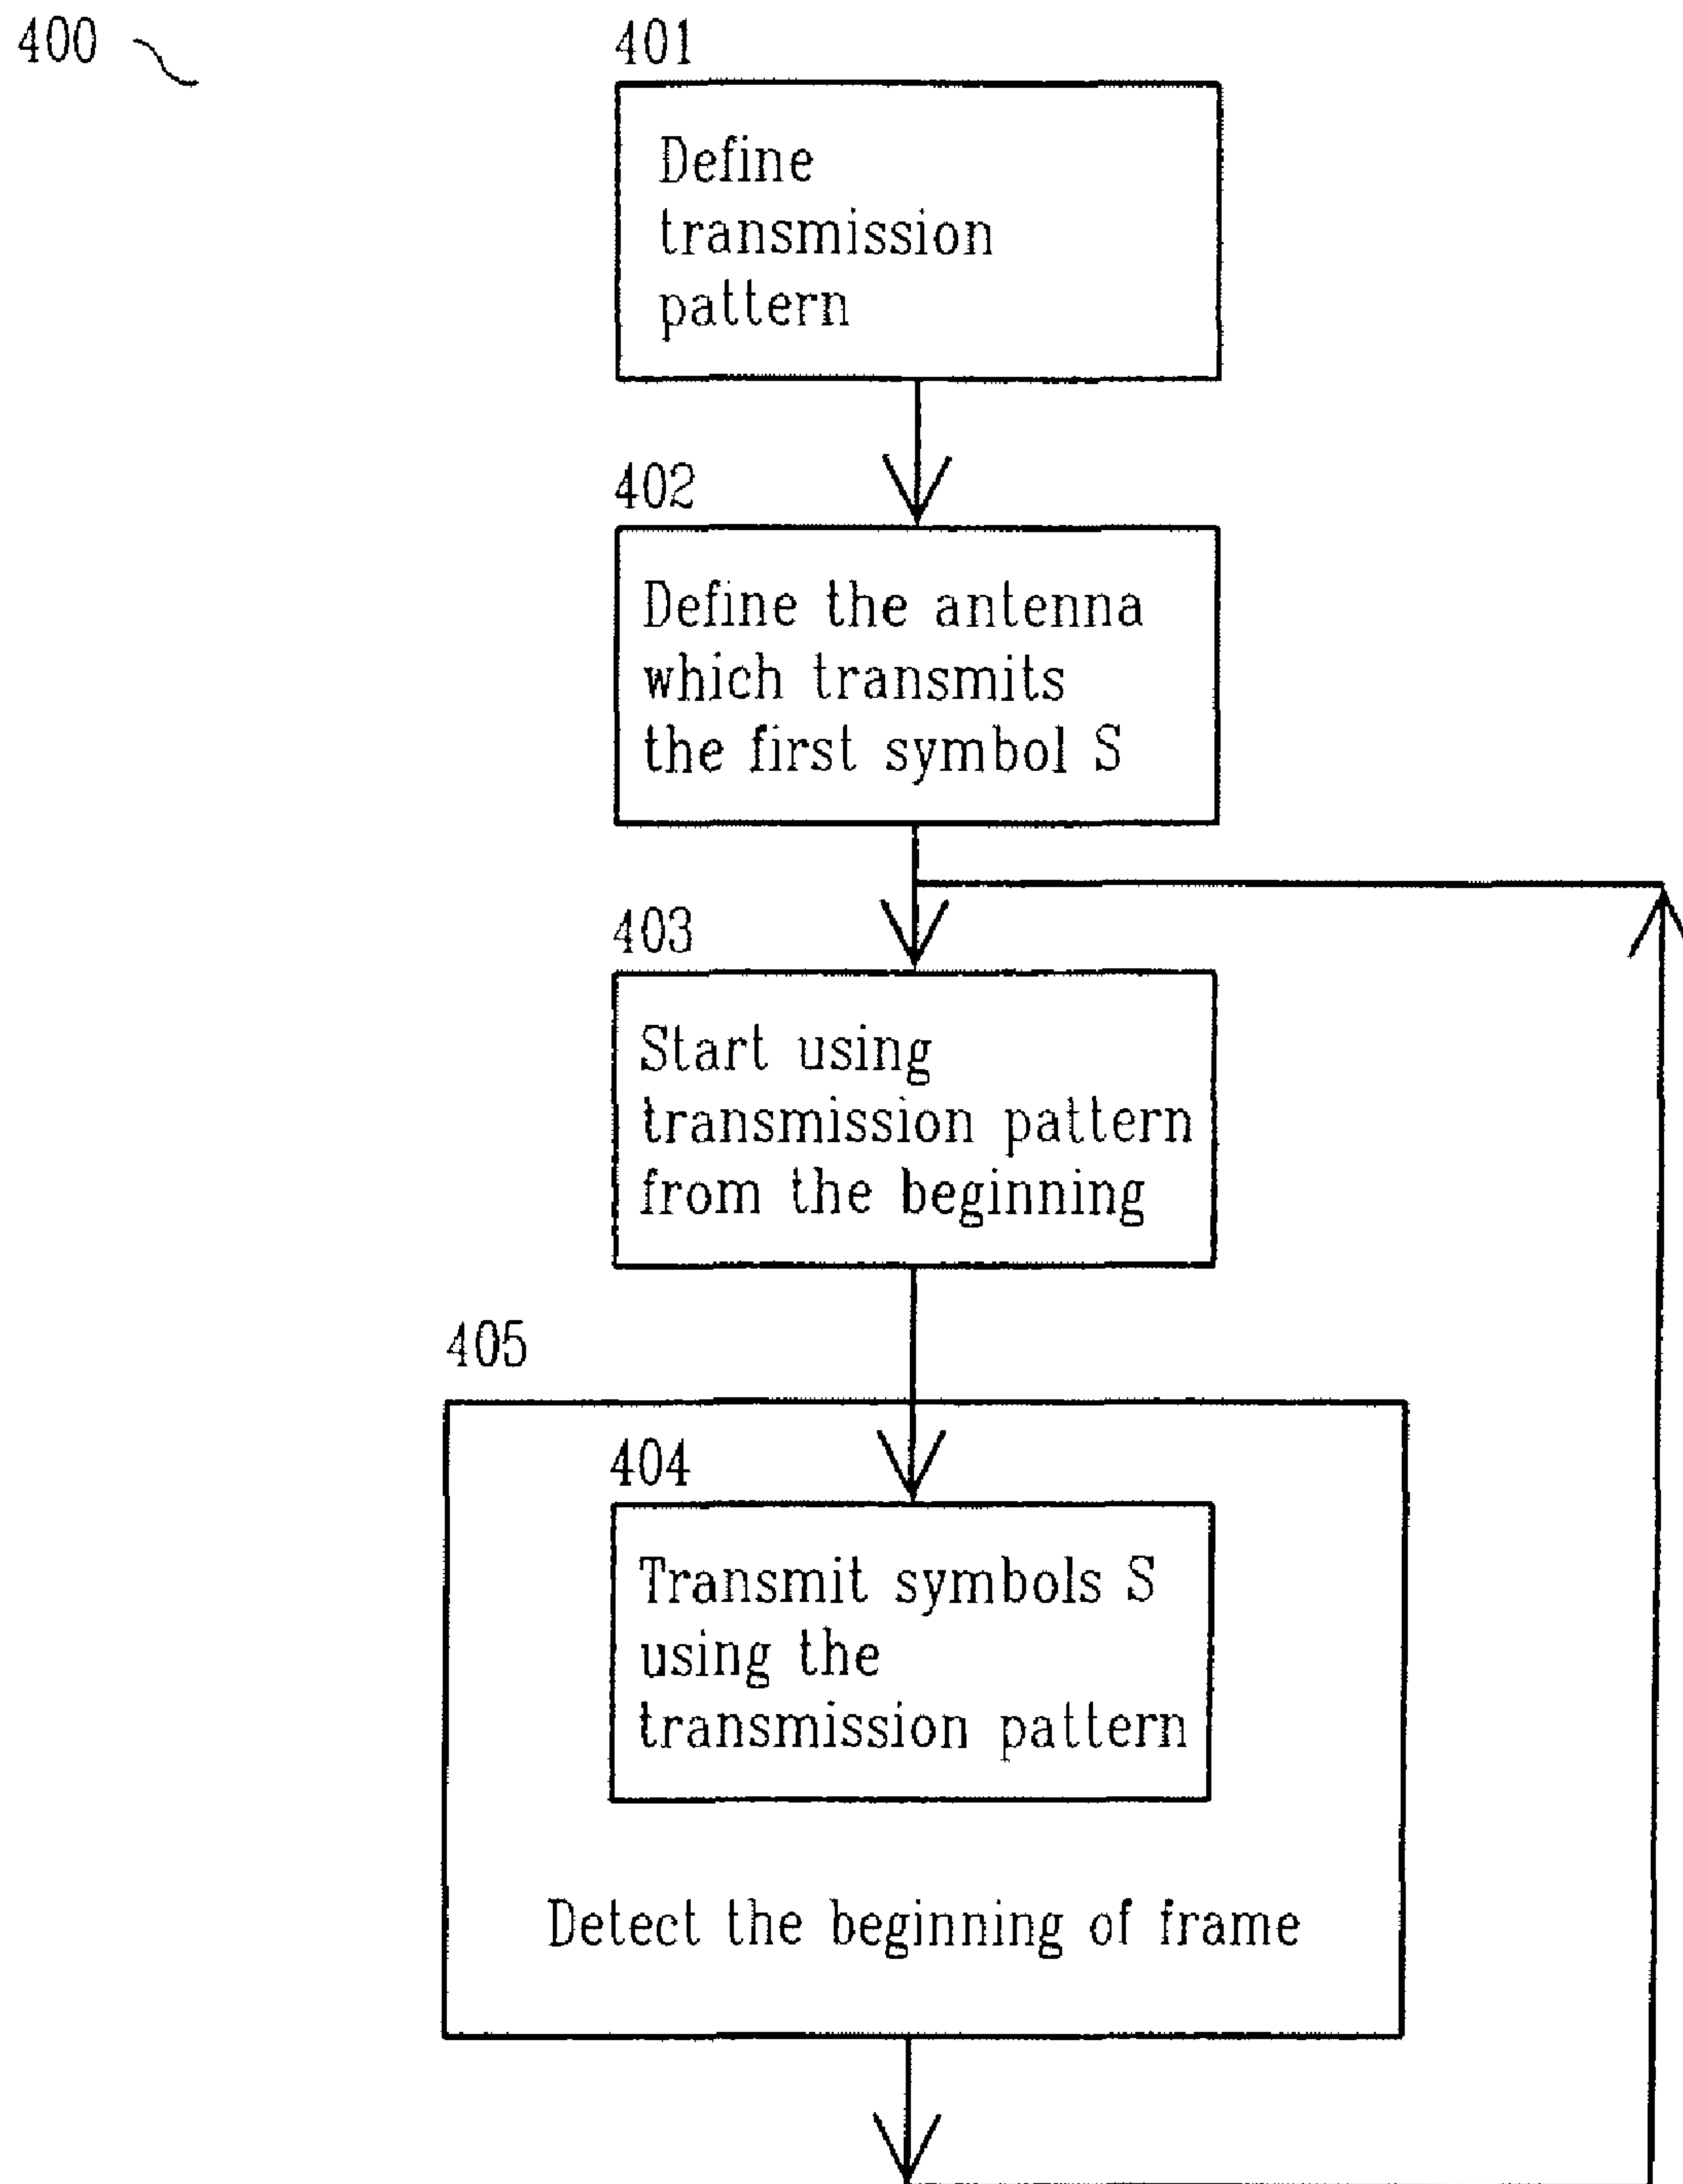 400
401
Define
transmission
pattern
402
Define the antenna
which transmits
the first symbol S
403
Start using
transmission pattern
from the beginning
405
404
Transmit symbols S
using the
transmission pattern
Detect the beginning of frame